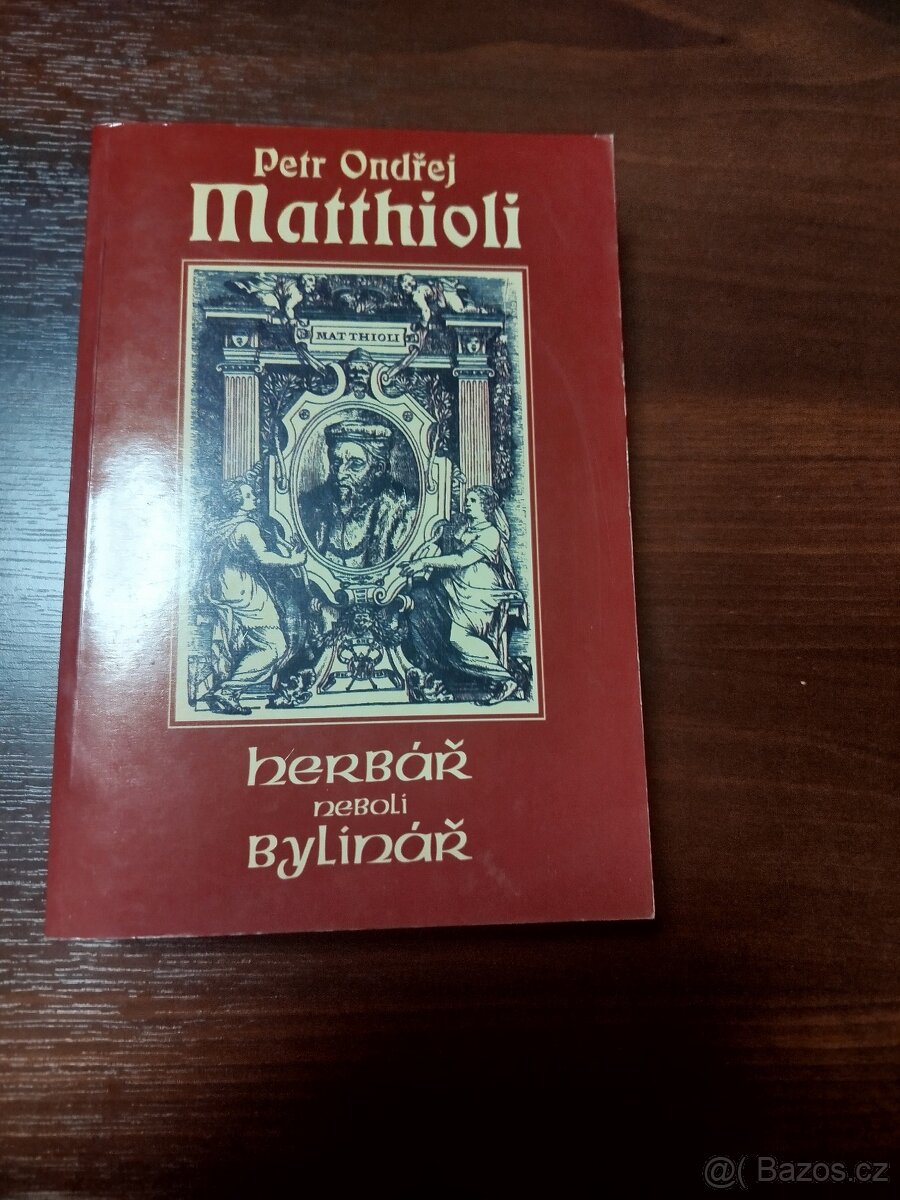 Petr Ondřej
Matthioli
MATTHIOLI
herbář
neboli
bylinář
@( Bazos.cz